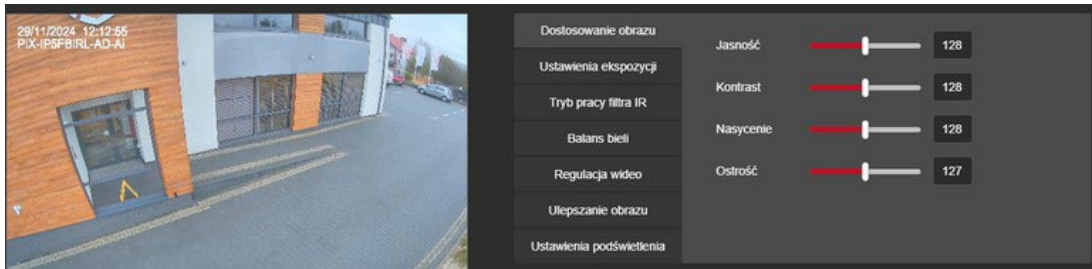 29/11/2024 12:12:55
PIX-IP5FBIRL-AD-Ai
Dostosowanie obrazu
Ustawienia ekspozycji
Tryb pracy filtra IR
Balans bieli
Regulacja wideo
Ulepszanie obrazu
Ustawienia podświetlenia
Jasność 128
Kontrast 128
Nasycenie 128
Ostrość 127